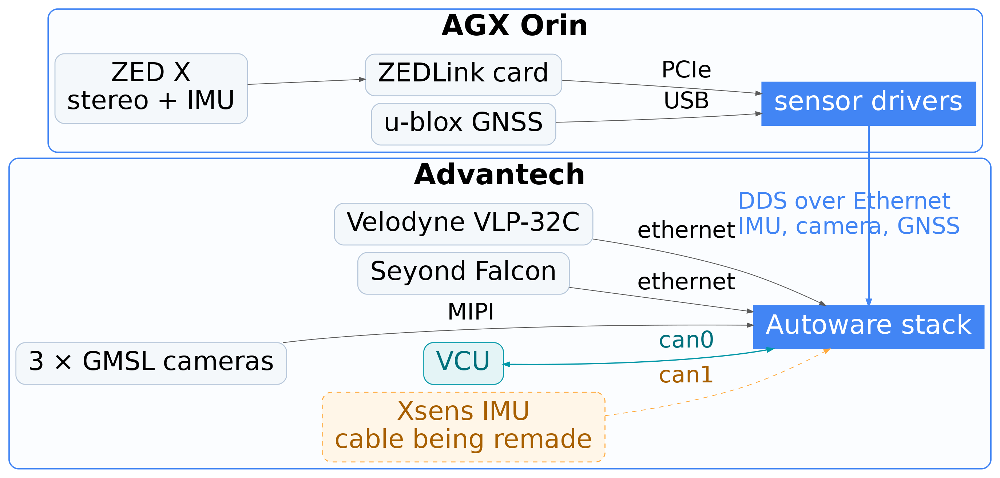 AGX Orin
ZED X
stereo + IMU
ZEDLink card
u-blox GNSS
PCIe
USB
sensor drivers
Advantech
DDS over Ethernet
IMU, camera, GNSS
Velodyne VLP-32C
ethernet
Seyond Falcon
ethernet
MIPI
Autoware stack
3 × GMSL cameras
VCU
can0
can1
Xsens IMU
cable being remade